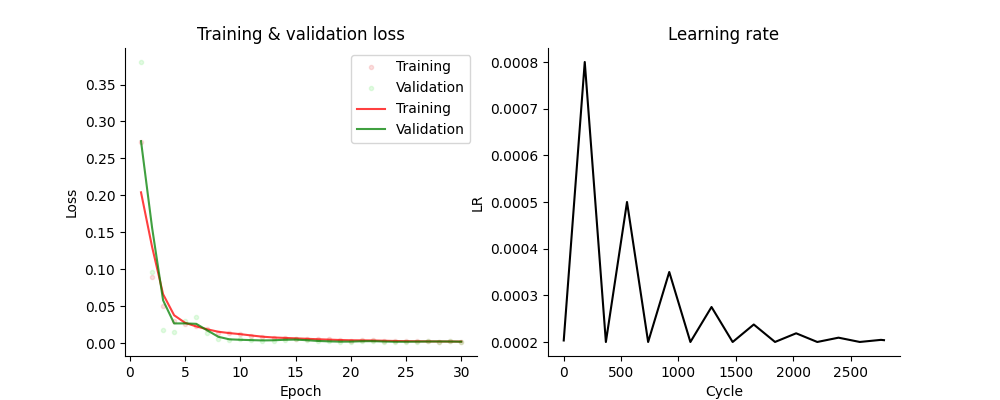 Training & validation loss
Training
Validation
Training
Validation
0.35
0.30
0.25
0.20
0.15
0.10
0.05
0.00
Loss
0 5 10 15 20 25 30
Epoch
Learning rate
0.0008
0.0007
0.0006
0.0005
0.0004
0.0003
0.0002
LR
0 500 1000 1500 2000 2500
Cycle